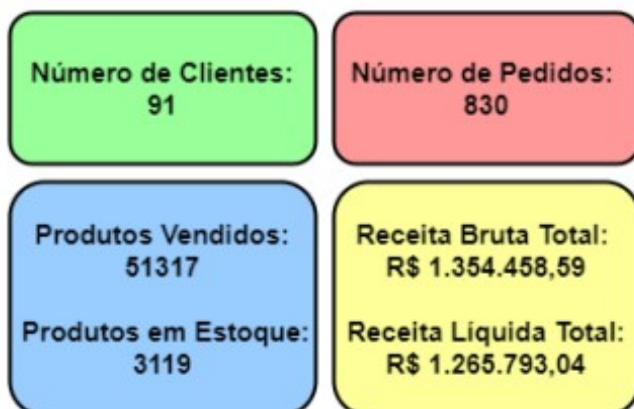 Número de Clientes:
91
Número de Pedidos:
830
Produtos Vendidos:
51317
Produtos em Estoque:
3119
Receita Bruta Total:
R$ 1.354.458,59
Receita Líquida Total:
R$ 1.265.793,04